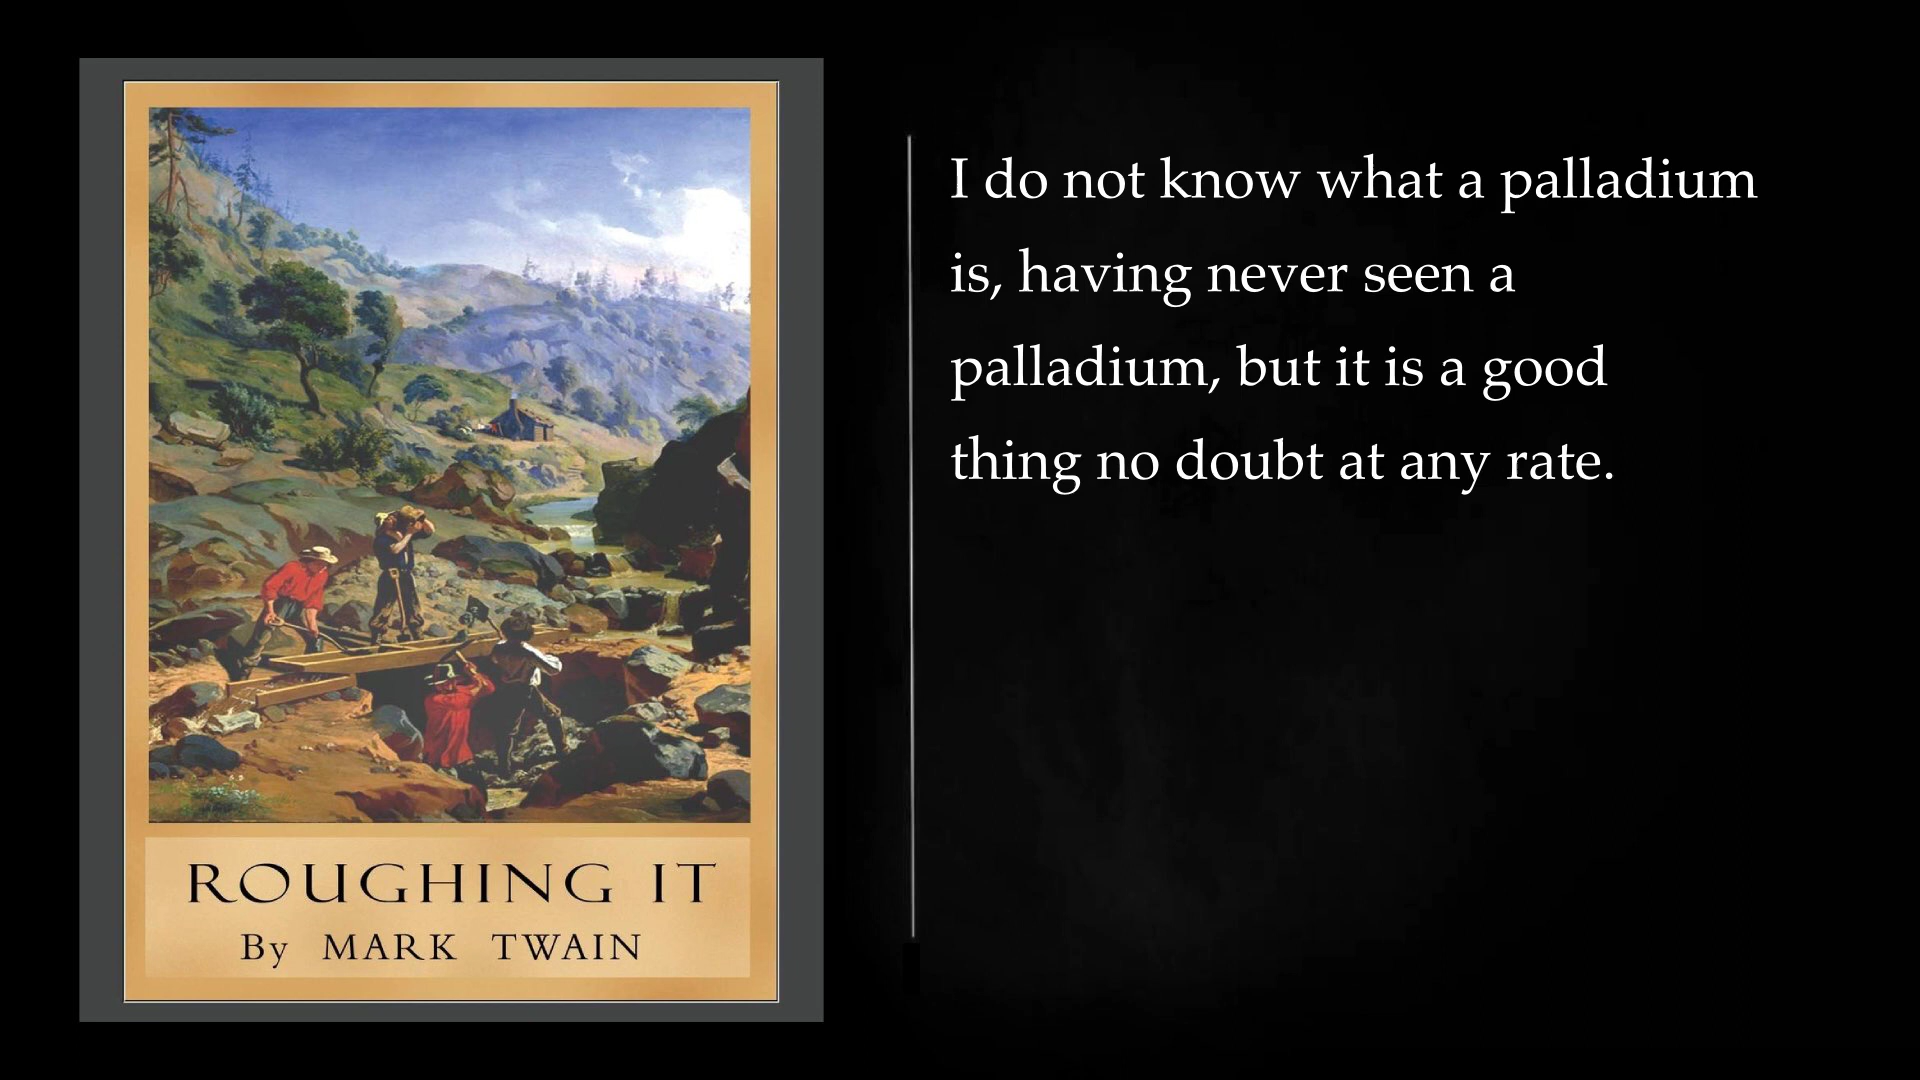 ROUGHING IT
By MARK TWAIN
I do not know what a palladium
is, having never seen a
palladium, but it is a good
thing no doubt at any rate.